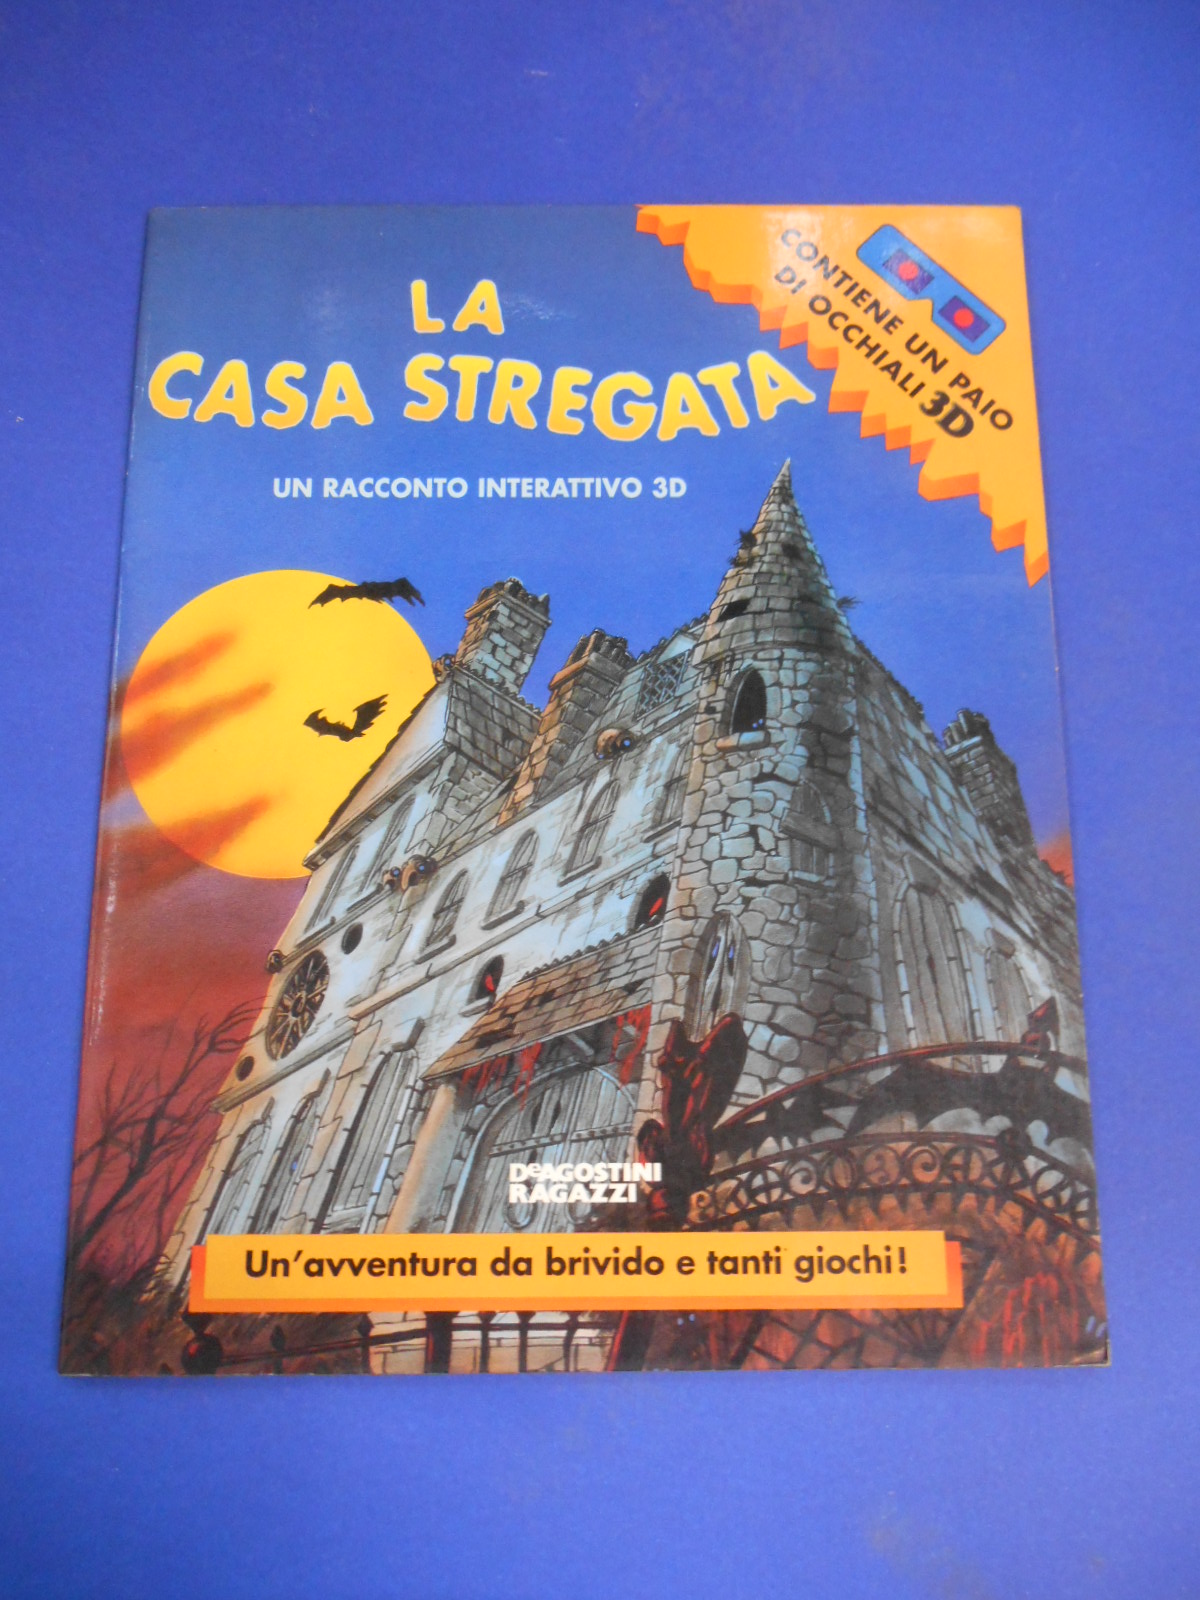 LA
CASA STREGATA
UN RACCONTO INTERATTIVO 3D
CONTIENE UN PAIO
DI OCCHIALI 3D
DeAGOSTINI
RAGAZZI
Un'avventura da brivido e tanti giochi!